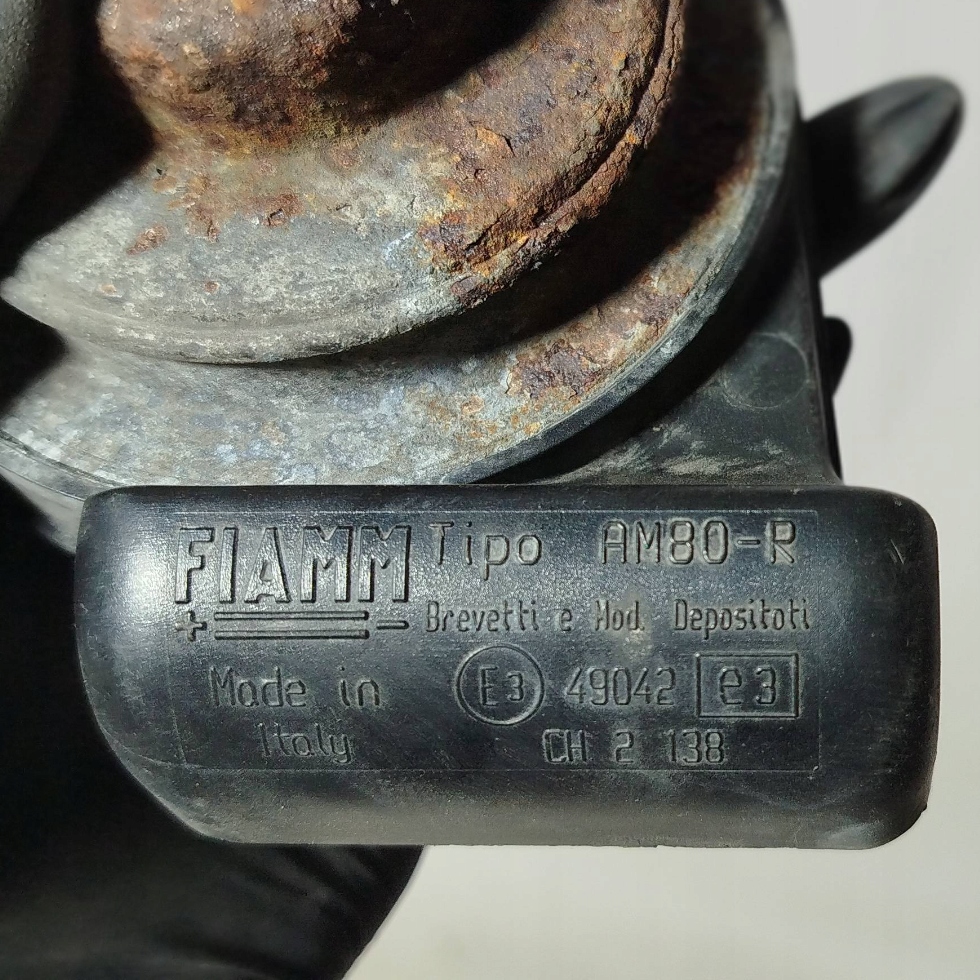 FIAMM Tipo AM80-R
+ - Brevetti e Mod. Depositati
Made in E3 49042 e3
Italy CH 2 138